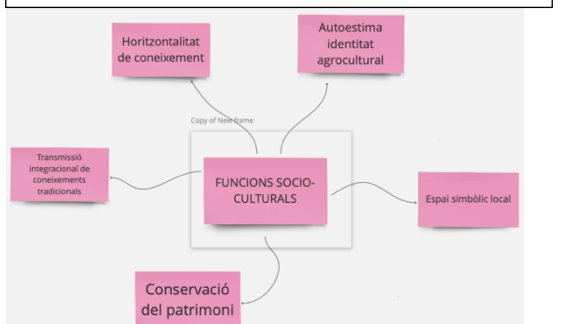 Horitzontalitat
de coneixement
Autoestima
identitat
agrocultural
Copy of New frame
Transmissió
integracional de
coneixements
tradicionals
FUNCIONS SOCIO-
CULTURALS
Espai simbòlic local
Conservació
del patrimoni